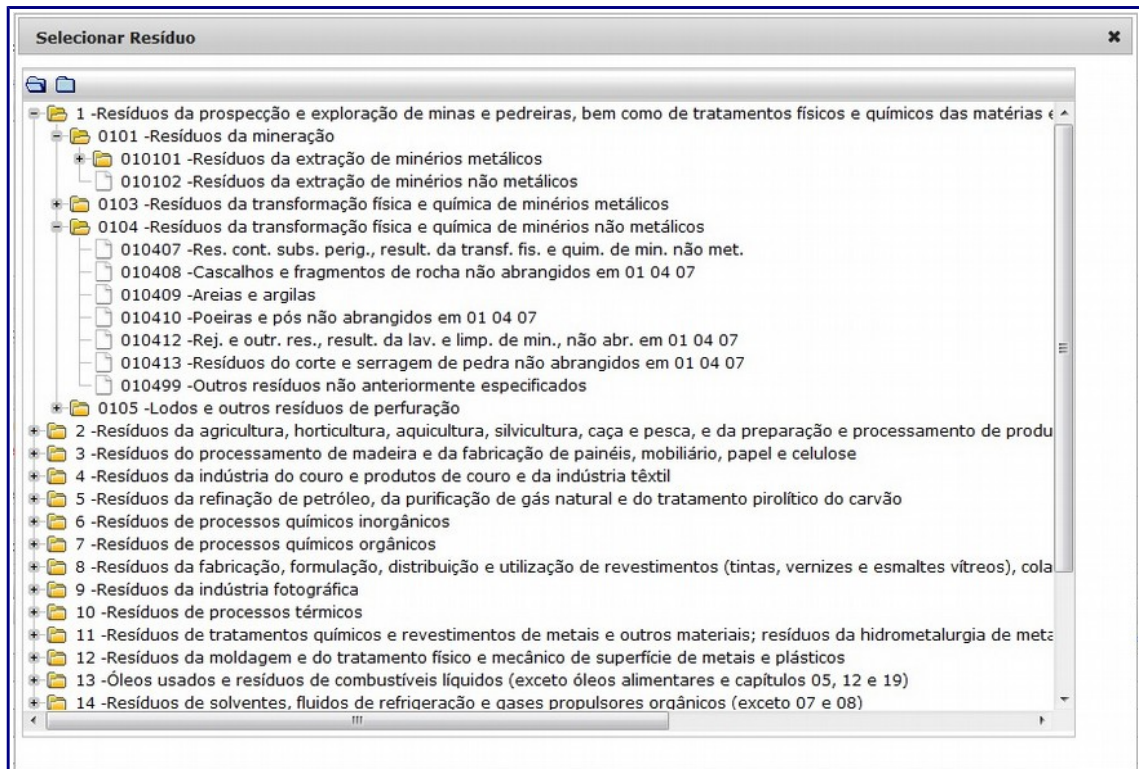 Selecionar Resíduo
1 -Resíduos da prospecção e exploração de minas e pedreiras, bem como de tratamentos físicos e químicos das matérias e
0101 -Resíduos da mineração
010101 -Resíduos da extração de minérios metálicos
010102 -Resíduos da extração de minérios não metálicos
0103 -Resíduos da transformação física e química de minérios metálicos
0104 -Resíduos da transformação física e química de minérios não metálicos
010407 -Res. cont. subs. perig., result. da transf. fis. e quim. de min. não met.
010408 -Cascalhos e fragmentos de rocha não abrangidos em 01 04 07
010409 -Areias e argilas
010410 -Poeiras e pós não abrangidos em 01 04 07
010412 -Rej. e outr. res., result. da lav. e limp. de min., não abr. em 01 04 07
010413 -Resíduos do corte e serragem de pedra não abrangidos em 01 04 07
010499 -Outros resíduos não anteriormente especificados
0105 -Lodos e outros resíduos de perfuração
2 -Resíduos da agricultura, horticultura, aquicultura, silvicultura, caça e pesca, e da preparação e processamento de produ
3 -Resíduos do processamento de madeira e da fabricação de painéis, mobiliário, papel e celulose
4 -Resíduos da indústria do couro e produtos de couro e da indústria têxtil
5 -Resíduos da refinação de petróleo, da purificação de gás natural e do tratamento pirolítico do carvão
6 -Resíduos de processos químicos inorgânicos
7 -Resíduos de processos químicos orgânicos
8 -Resíduos da fabricação, formulação, distribuição e utilização de revestimentos (tintas, vernizes e esmaltes vítreos), cola
9 -Resíduos da indústria fotográfica
10 -Resíduos de processos térmicos
11 -Resíduos de tratamentos químicos e revestimentos de metais e outros materiais; resíduos da hidrometalurgia de meta
12 -Resíduos da moldagem e do tratamento físico e mecânico de superfície de metais e plásticos
13 -Óleos usados e resíduos de combustíveis líquidos (exceto óleos alimentares e capítulos 05, 12 e 19)
14 -Resíduos de solventes, fluidos de refrigeração e gases propulsores orgânicos (exceto 07 e 08)